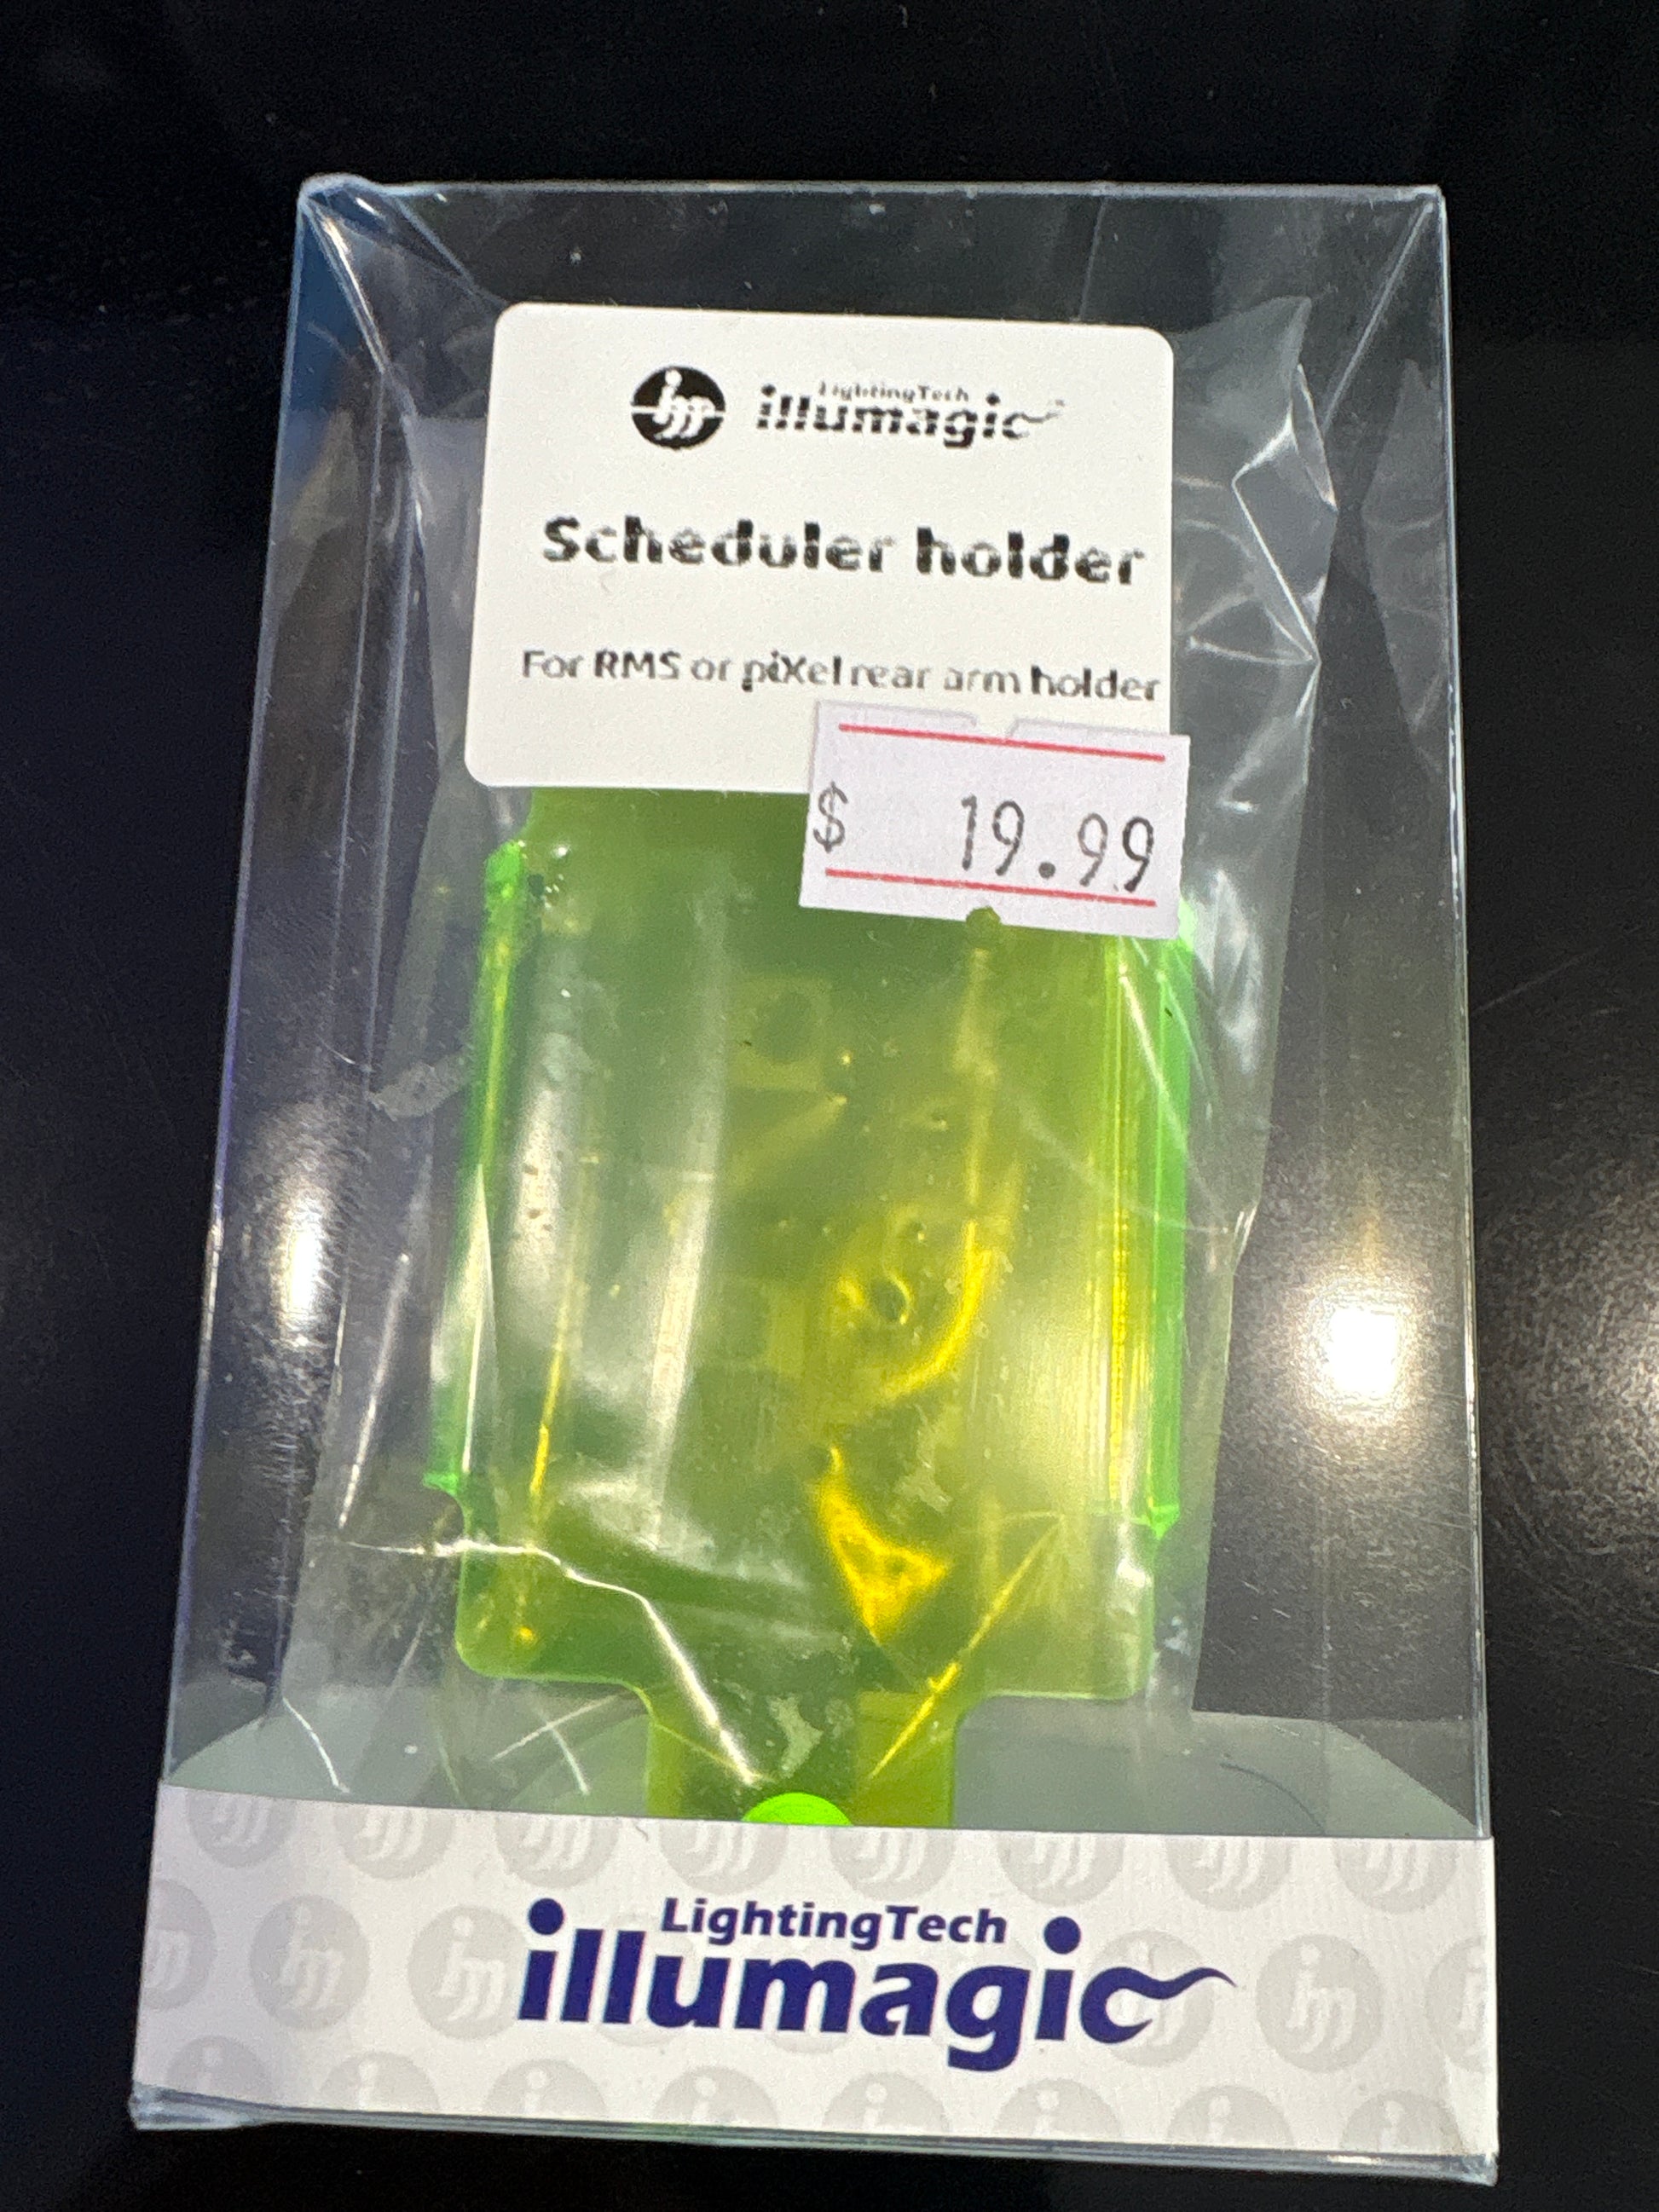 LightingTech
illumagic
Scheduler holder
For RMS or piXel rear arm holder
$ 19.99
LightingTech
illumagic